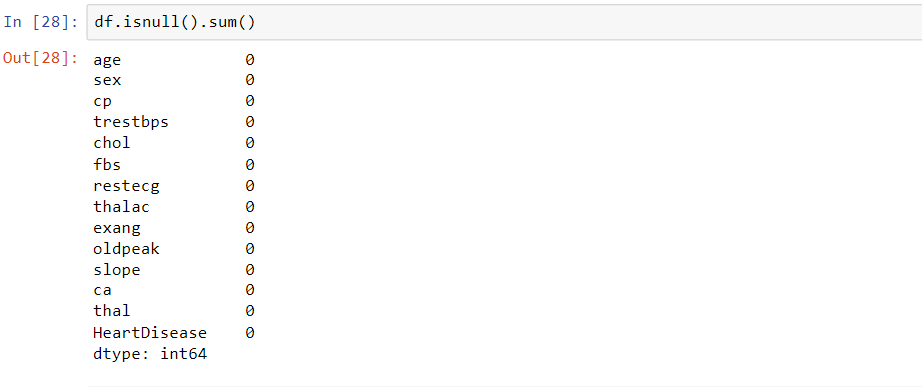 In [28]: df.isnull().sum()
Out[28]: age 0
sex 0
cp 0
trestbps 0
chol 0
fbs 0
restecg 0
thalac 0
exang 0
oldpeak 0
slope 0
ca 0
thal 0
HeartDisease 0
dtype: int64